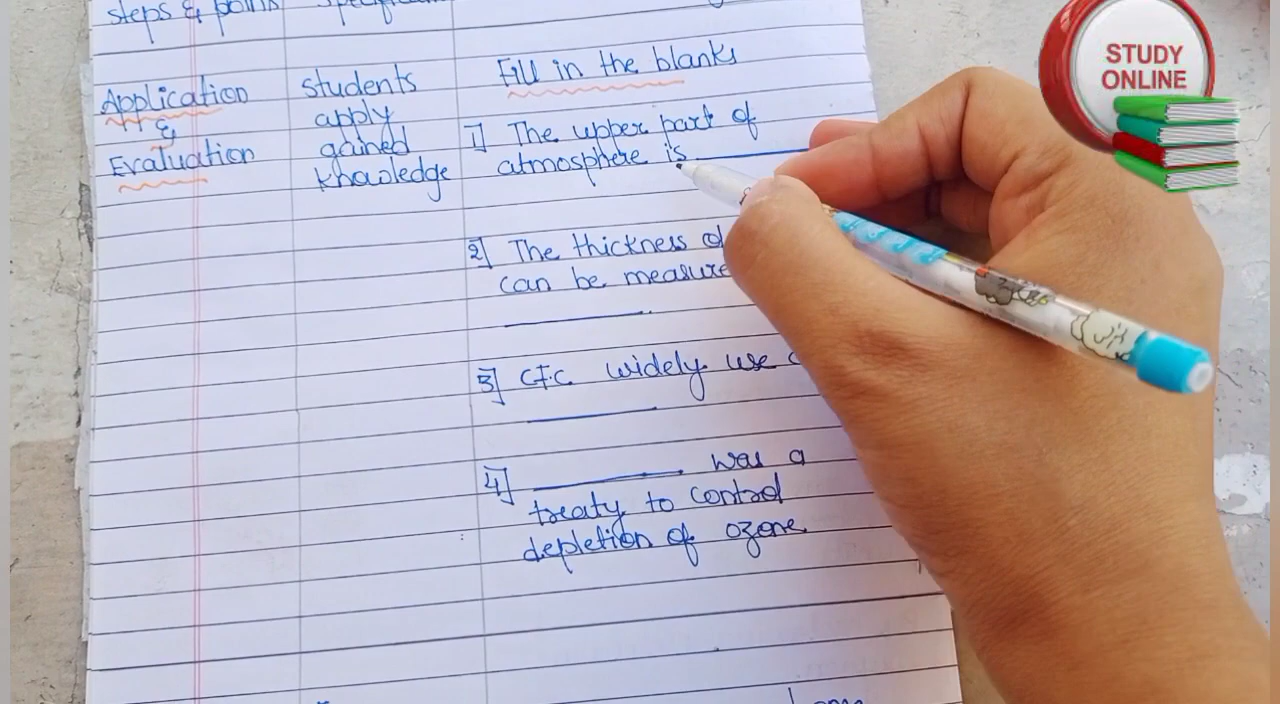 steps & points
Application
&
Evaluation
students
apply
gained
khowledge
Fill in the blanks
1] The upper part of
atmosphere is
2] The thickness of
can be measure
3] C.F.C. widely use
4] ________ was a
treaty to control
depletion of ozone
STUDY
ONLINE